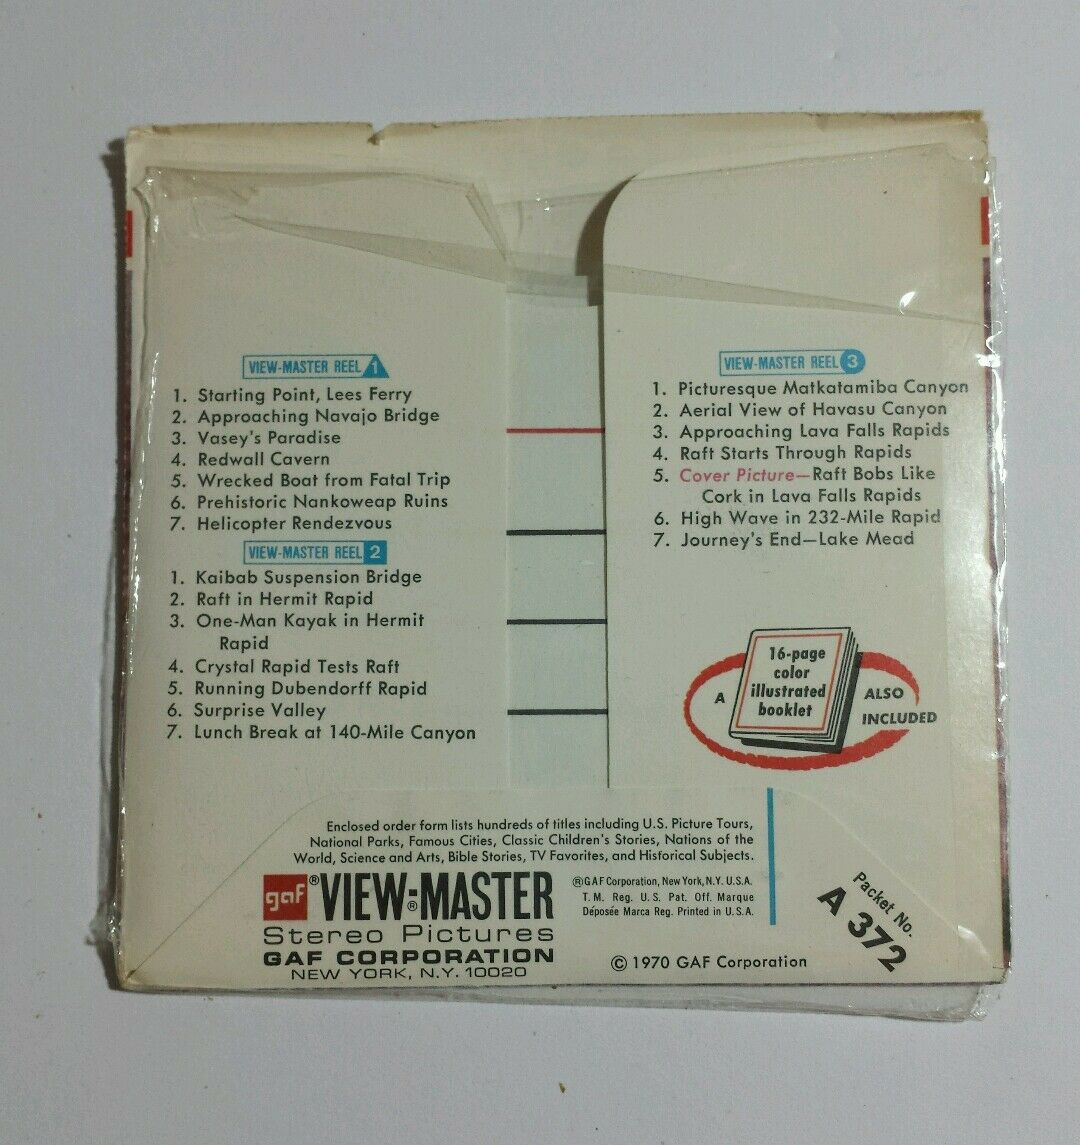 VIEW-MASTER REEL 1
1. Starting Point, Lees Ferry
2. Approaching Navajo Bridge
3. Vasey's Paradise
4. Redwall Cavern
5. Wrecked Boat from Fatal Trip
6. Prehistoric Nankoweap Ruins
7. Helicopter Rendezvous
VIEW-MASTER REEL 2
1. Kaibab Suspension Bridge
2. Raft in Hermit Rapid
3. One-Man Kayak in Hermit
Rapid
4. Crystal Rapid Tests Raft
5. Running Dubendorff Rapid
6. Surprise Valley
7. Lunch Break at 140-Mile Canyon
VIEW-MASTER REEL 3
1. Picturesque Matkatamiba Canyon
2. Aerial View of Havasu Canyon
3. Approaching Lava Falls Rapids
4. Raft Starts Through Rapids
5. Cover Picture—Raft Bobs Like
Cork in Lava Falls Rapids
6. High Wave in 232-Mile Rapid
7. Journey's End—Lake Mead
A
16-page
color
illustrated
booklet
ALSO
INCLUDED
Enclosed order form lists hundreds of titles including U.S. Picture Tours,
National Parks, Famous Cities, Classic Children's Stories, Nations of the
World, Science and Arts, Bible Stories, TV Favorites, and Historical Subjects.
gaf® VIEW-MASTER®
Stereo Pictures
GAF CORPORATION
NEW YORK, N.Y. 10020
®GAF Corporation, New York, N.Y. U.S.A.
T. M. Reg. U. S. Pat. Off. Marque
Déposée Marca Reg. Printed in U. S. A.
© 1970 GAF Corporation
Packet No.
A 372